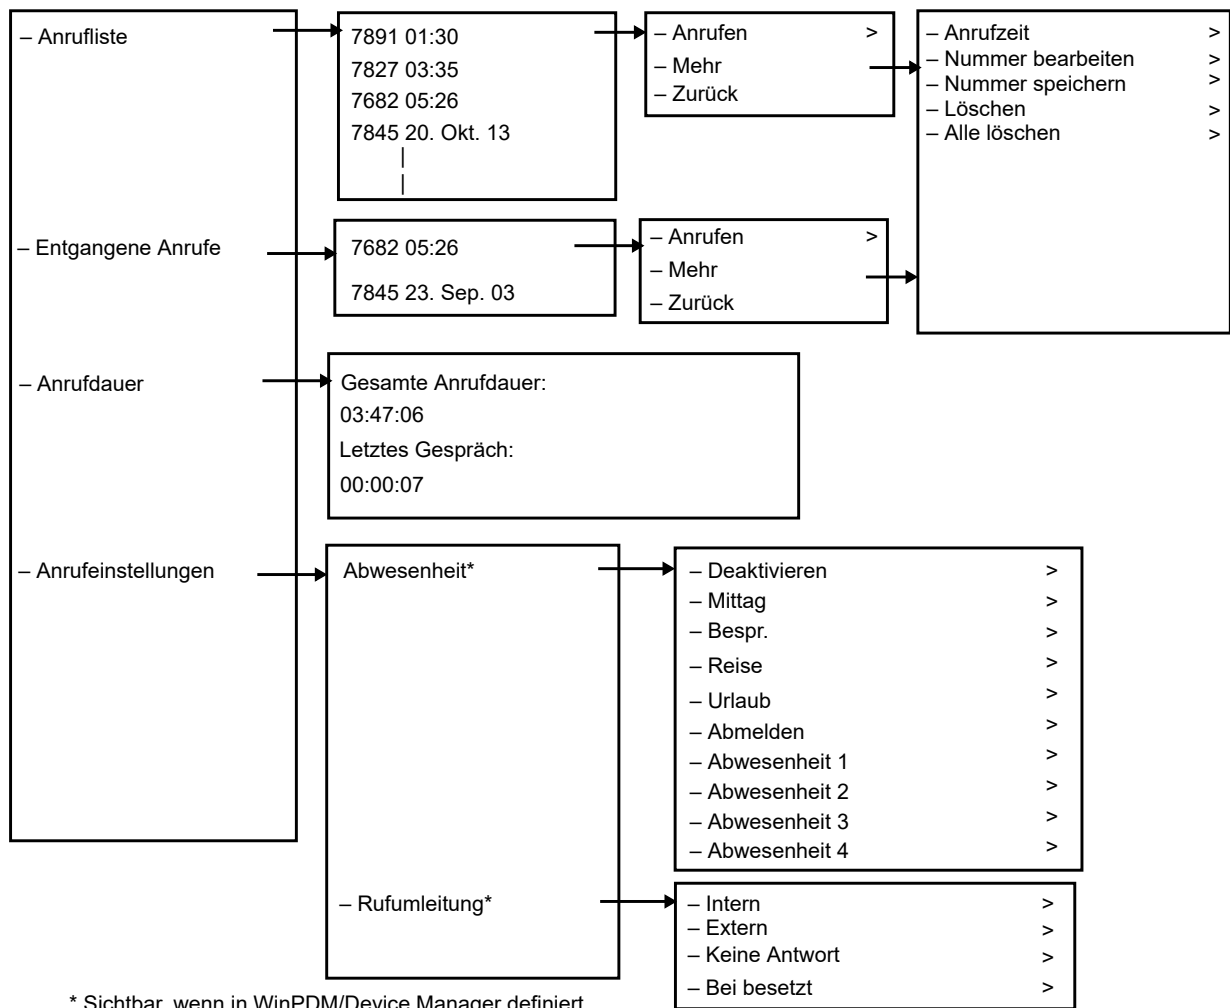 – Anrufliste
7891 01:30
7827 03:35
7682 05:26
7845 20. Okt. 13
– Anrufen >
– Mehr
– Zurück
– Anrufzeit >
– Nummer bearbeiten >
– Nummer speichern >
– Löschen >
– Alle löschen >
– Entgangene Anrufe
7682 05:26
7845 23. Sep. 03
– Anrufen >
– Mehr
– Zurück
– Anrufdauer
Gesamte Anrufdauer:
03:47:06
Letztes Gespräch:
00:00:07
– Anrufeinstellungen
Abwesenheit*
– Deaktivieren >
– Mittag >
– Bespr. >
– Reise >
– Urlaub >
– Abmelden >
– Abwesenheit 1 >
– Abwesenheit 2 >
– Abwesenheit 3 >
– Abwesenheit 4 >
– Rufumleitung*
– Intern >
– Extern >
– Keine Antwort >
– Bei besetzt >
* Sichtbar, wenn in WinPDM/Device Manager definiert